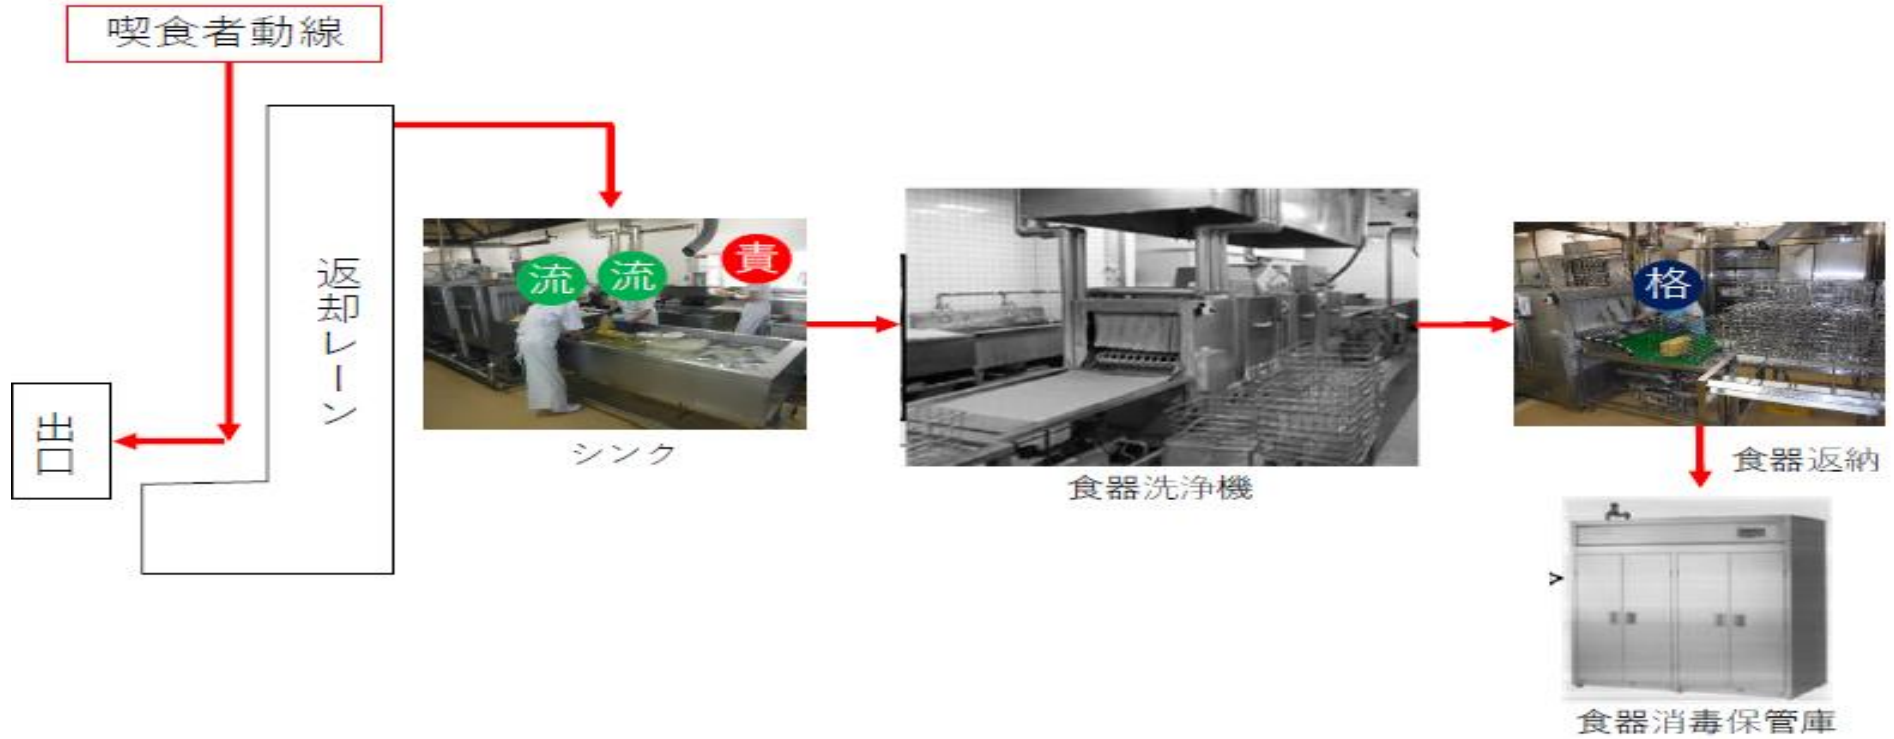 喫食者動線
返却レーン
出口
流
流
責
シンク
食器洗浄機
格
食器返納
食器消毒保管庫